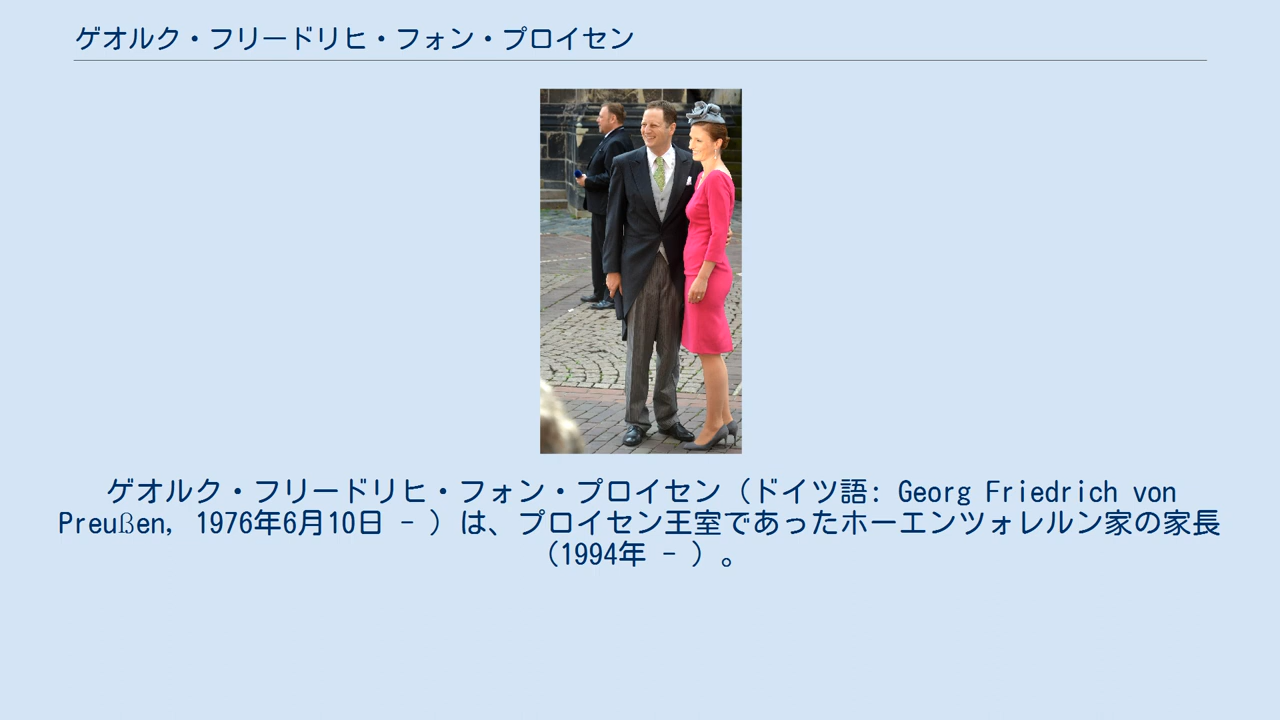 ゲオルク・フリードリヒ・フォン・プロイセン
ゲオルク・フリードリヒ・フォン・プロイセン（ドイツ語: Georg Friedrich von
Preußen, 1976年6月10日 - ）は、プロイセン王室であったホーエンツォレルン家の家長
（1994年 - ）。